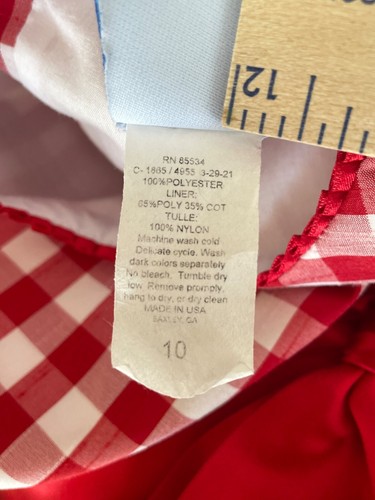 12
RN 85534
C- 1665 / 4955 3-29-21
100%POLYESTER
LINER:
65%POLY 35% COT
TULLE:
100% NYLON
Machine wash cold
Delicate cycle. Wash
dark colors separately
No bleach. Tumble dry
low. Remove promptly,
hang to dry, or dry clean
MADE IN USA
10